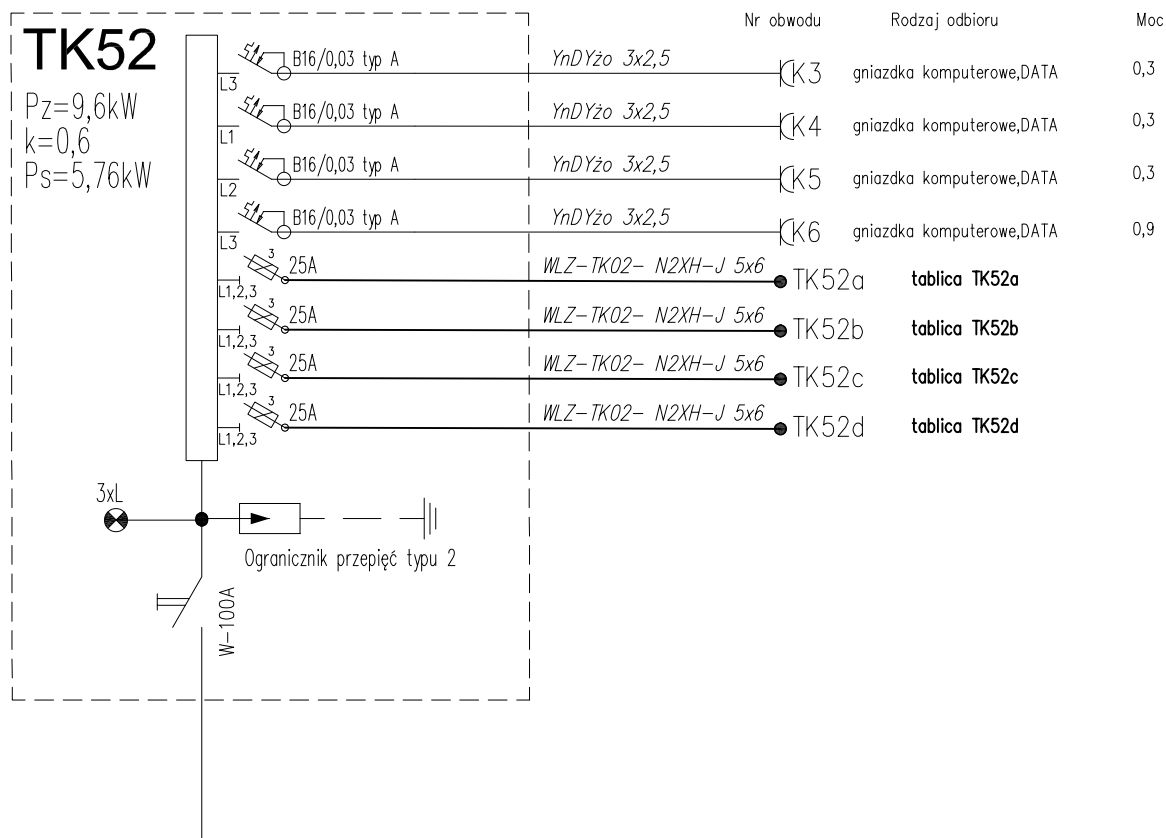 Nr obwodu Rodzaj odbioru Moc
TK52
Pz=9,6kW
k=0,6
Ps=5,76kW
L3 B16/0,03 typ A YnDYżo 3x2,5 K3 gniazdka komputerowe,DATA 0,3
L1 B16/0,03 typ A YnDYżo 3x2,5 K4 gniazdka komputerowe,DATA 0,3
L2 B16/0,03 typ A YnDYżo 3x2,5 K5 gniazdka komputerowe,DATA 0,3
L3 B16/0,03 typ A YnDYżo 3x2,5 K6 gniazdka komputerowe,DATA 0,9
L1,2,3 3 25A WLZ-TK02- N2XH-J 5x6 TK52a tablica TK52a
L1,2,3 3 25A WLZ-TK02- N2XH-J 5x6 TK52b tablica TK52b
L1,2,3 3 25A WLZ-TK02- N2XH-J 5x6 TK52c tablica TK52c
L1,2,3 3 25A WLZ-TK02- N2XH-J 5x6 TK52d tablica TK52d
3xL
Ogranicznik przepięć typu 2
W-100A